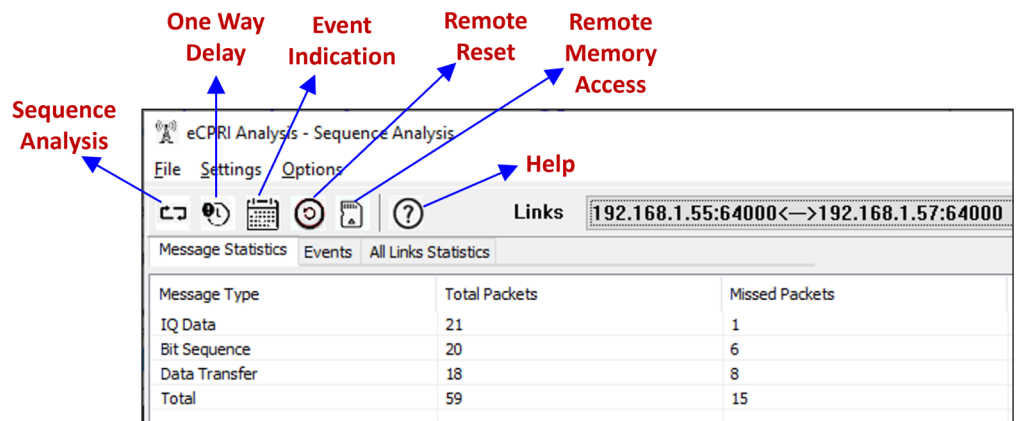 One Way
Delay
Event
Indication
Remote
Reset
Remote
Memory
Access
Sequence
Analysis
eCPRI Analysis - Sequence Analysis
File Settings Options
Help
Links 192.168.1.55:64000<—>192.168.1.57:64000
Message Statistics Events All Links Statistics
Message Type Total Packets Missed Packets
IQ Data 21 1
Bit Sequence 20 6
Data Transfer 18 8
Total 59 15